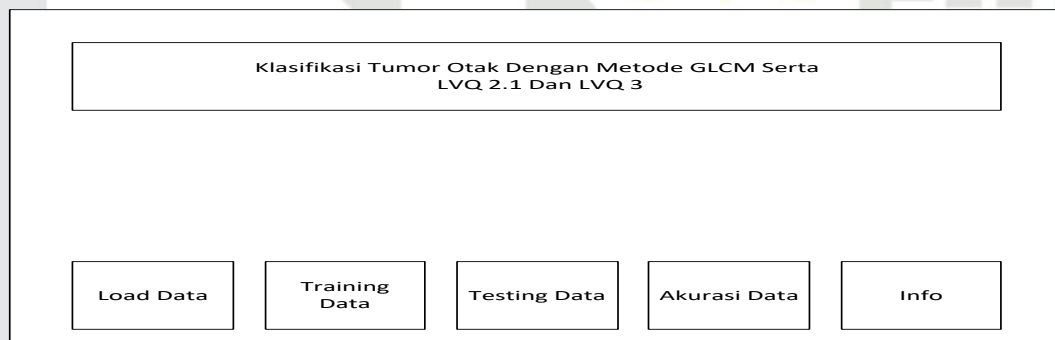 Klasifikasi Tumor Otak Dengan Metode GLCM Serta
LVQ 2.1 Dan LVQ 3
Load Data
Training
Data
Testing Data
Akurasi Data
Info